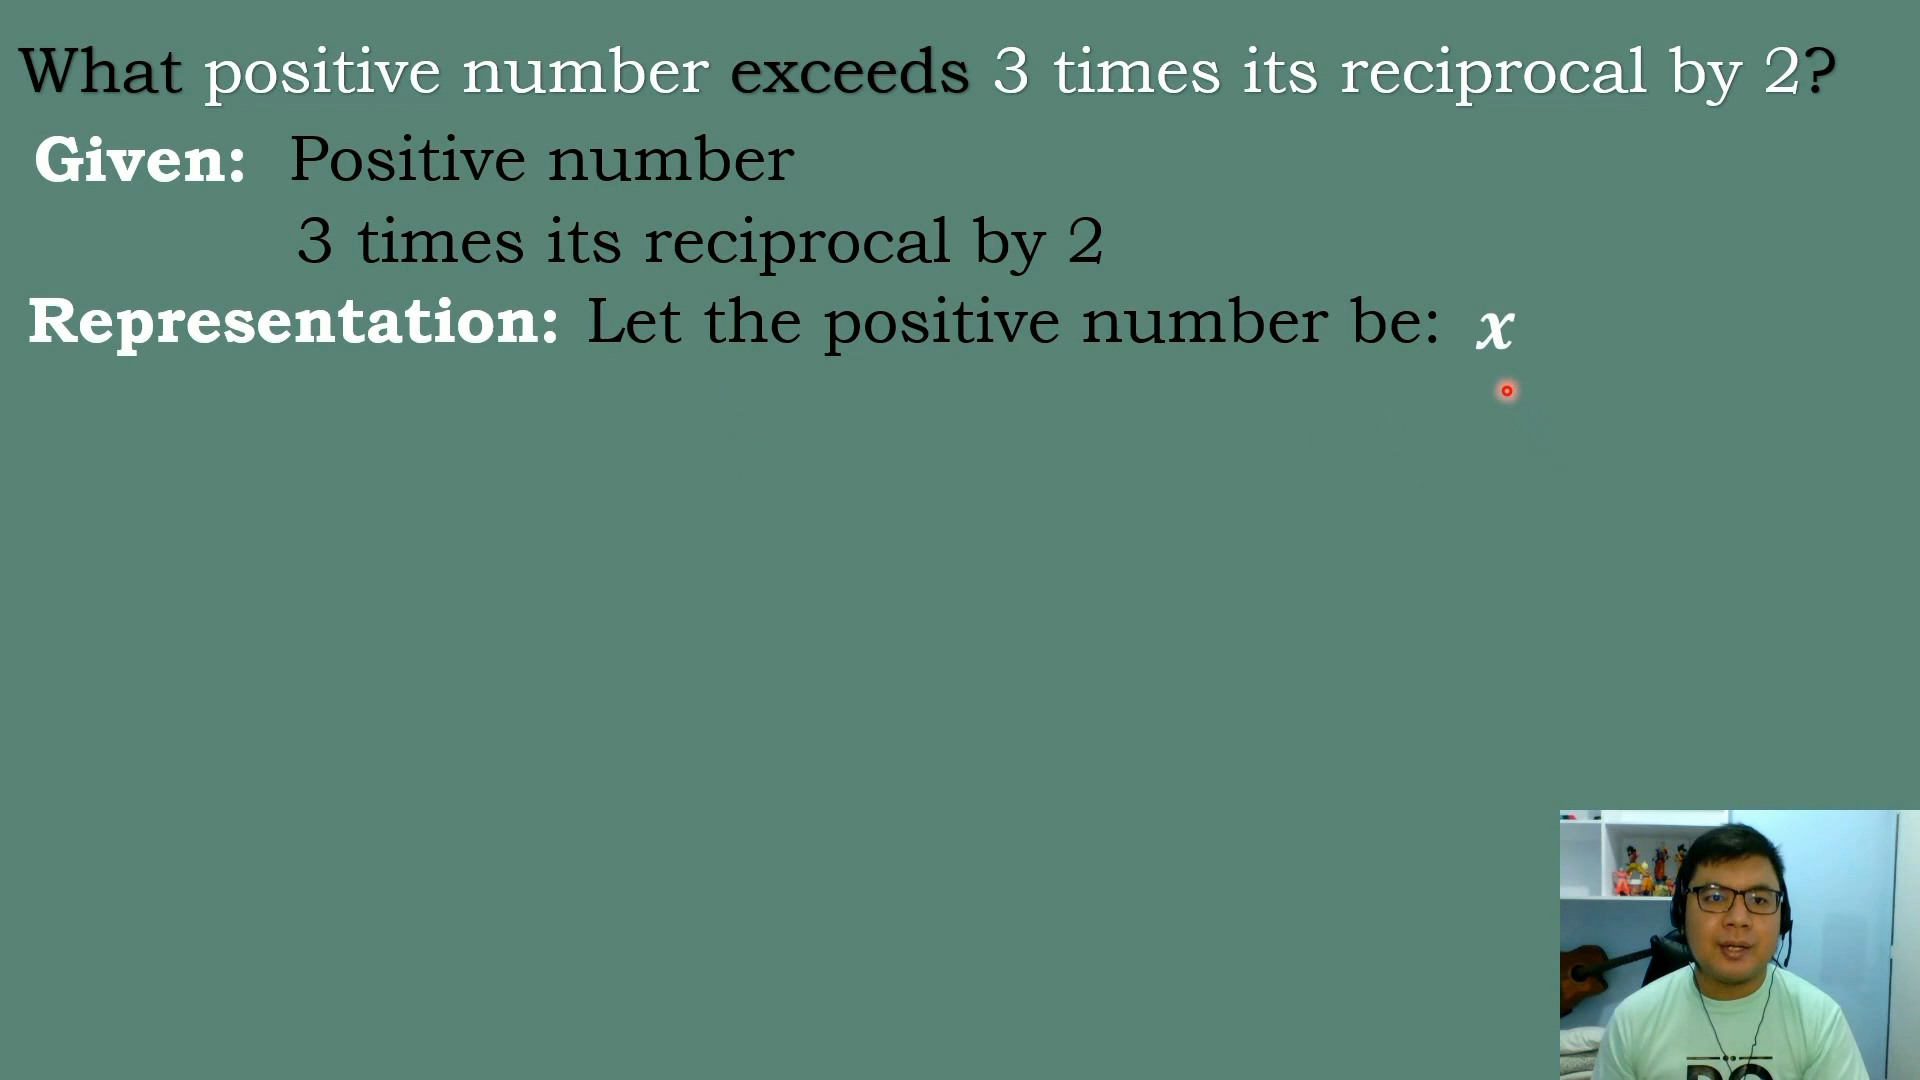 What positive number exceeds 3 times its reciprocal by 2?
Given: Positive number
3 times its reciprocal by 2
Representation: Let the positive number be: x